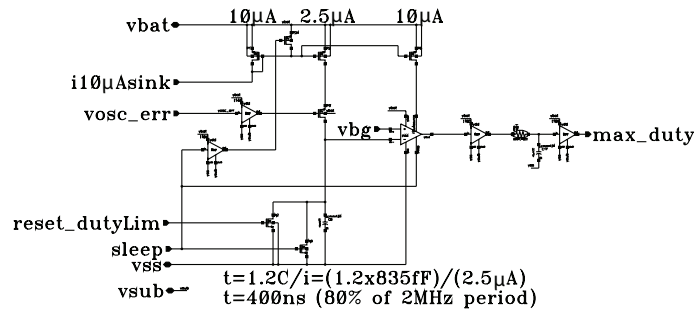 10μA 2.5μA 10μA
vbat
i10μAsink
vosc_err
vbg
max_duty
reset_dutyLim
sleep
vss
t=1.2C/i=(1.2x835fF)/(2.5μA)
vsub
t=400ns (80% of 2MHz period)